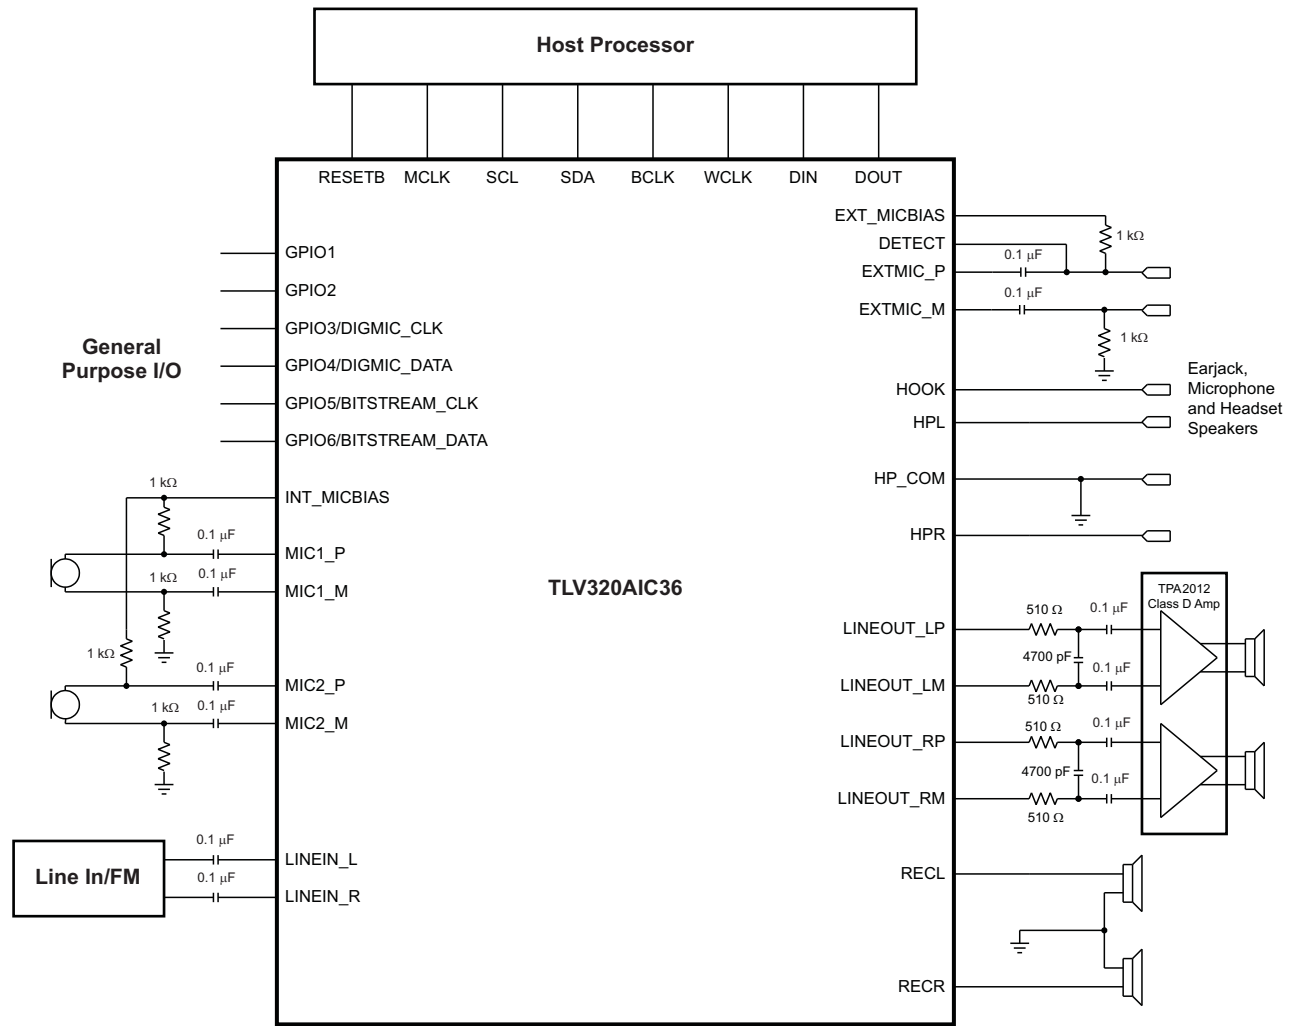 Host Processor
RESETB MCLK SCL SDA BCLK WCLK DIN DOUT
EXT_MICBIAS
1 kΩ
DETECT
0.1 µF
EXTMIC_P
0.1 µF
EXTMIC_M
1 kΩ
HOOK
HPL
HP_COM
HPR
Earjack,
Microphone
and Headset
Speakers
GPIO1
GPIO2
GPIO3/DIGMIC_CLK
GPIO4/DIGMIC_DATA
GPIO5/BITSTREAM_CLK
GPIO6/BITSTREAM_DATA
General
Purpose I/O
1 kΩ
INT_MICBIAS
0.1 µF
MIC1_P
1 kΩ
0.1 µF
MIC1_M
1 kΩ
0.1 µF
MIC2_P
1 kΩ
0.1 µF
MIC2_M
TLV320AIC36
TPA2012
Class D Amp
LINEOUT_LP
510 Ω
0.1 µF
4700 pF
LINEOUT_LM
0.1 µF
510 Ω
LINEOUT_RP
510 Ω
0.1 µF
4700 pF
0.1 µF
LINEOUT_RM
510 Ω
Line In/FM
0.1 µF
LINEIN_L
0.1 µF
LINEIN_R
RECL
RECR